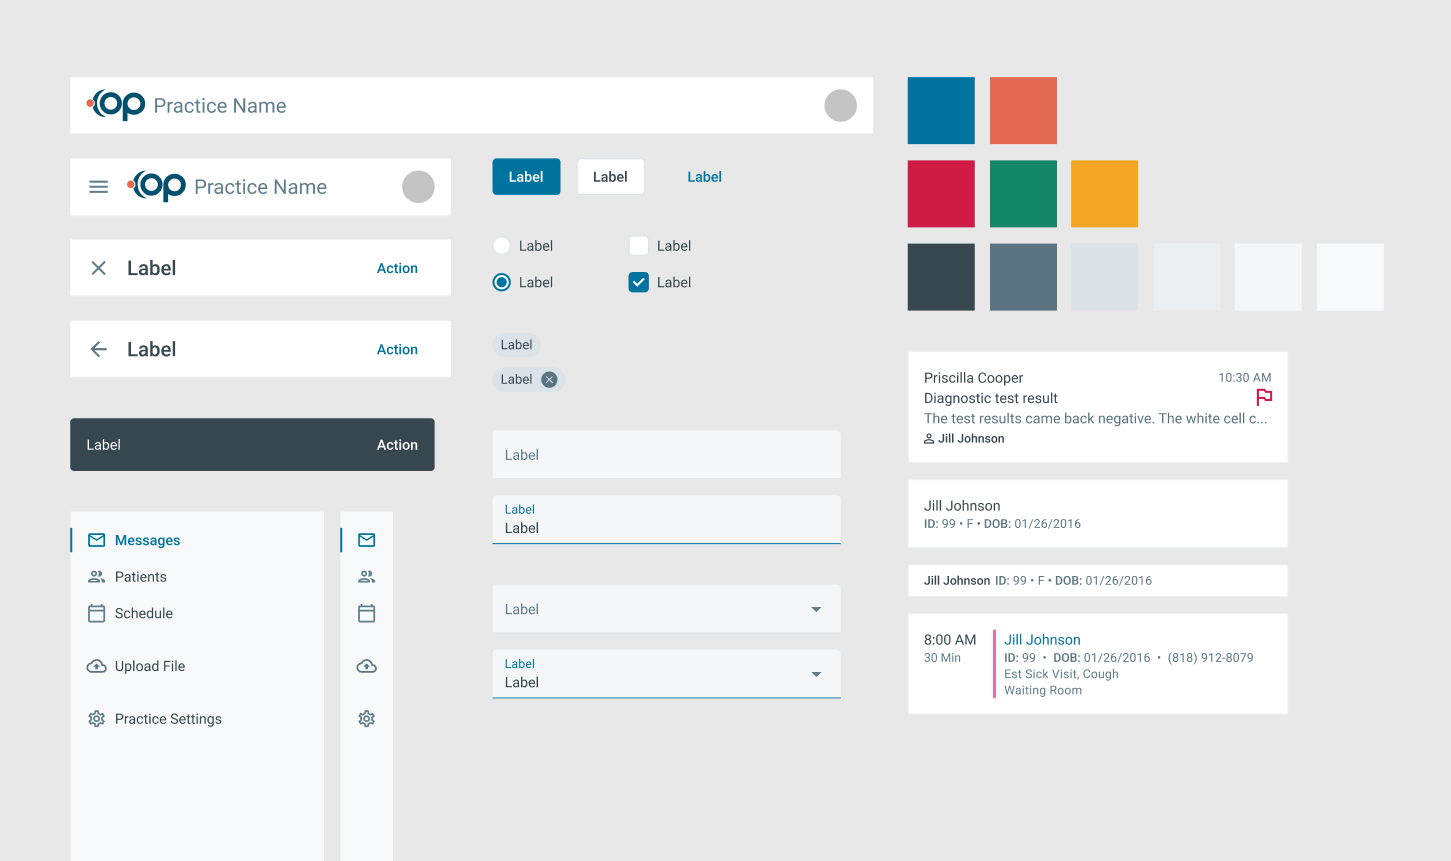 op Practice Name
op Practice Name
Label Action
Label Action
Label Action
Messages
Patients
Schedule
Upload File
Practice Settings
Label Label Label
Label Label
Label Label
Label
Label
Label
Label
Label
Label
Label
Label
Priscilla Cooper 10:30 AM
Diagnostic test result
The test results came back negative. The white cell c...
Jill Johnson
Jill Johnson
ID: 99 • F • DOB: 01/26/2016
Jill Johnson ID: 99 • F • DOB: 01/26/2016
8:00 AM Jill Johnson
30 Min ID: 99 • DOB: 01/26/2016 • (818) 912-8079
Est Sick Visit, Cough
Waiting Room